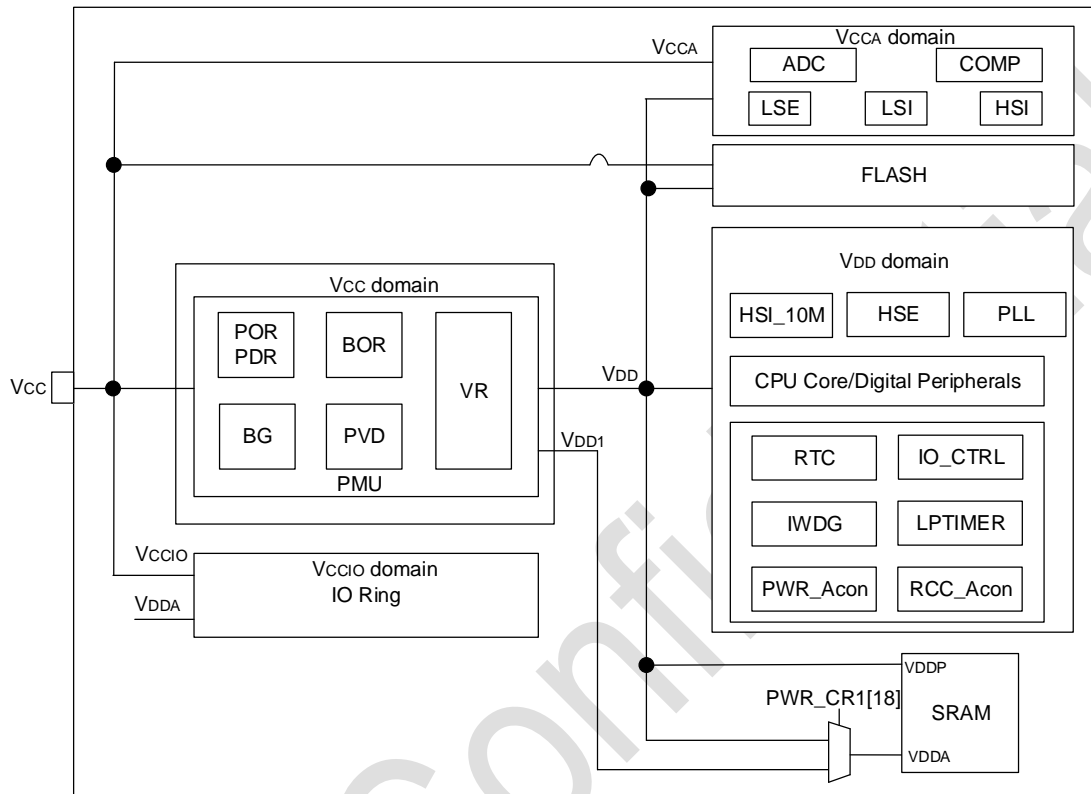 VCCA
VCCA domain
ADC
COMP
LSE
LSI
HSI
FLASH
VCC domain
POR
PDR
BOR
VR
BG
PVD
PMU
VCC
VDD
VDD1
VDD domain
HSI_10M
HSE
PLL
CPU Core/Digital Peripherals
RTC
IO_CTRL
IWDG
LPTIMER
PWR_Acon
RCC_Acon
VCCIO
VCCIO domain
IO Ring
VDDA
PWR_CR1[18]
VDDP
SRAM
VDDA